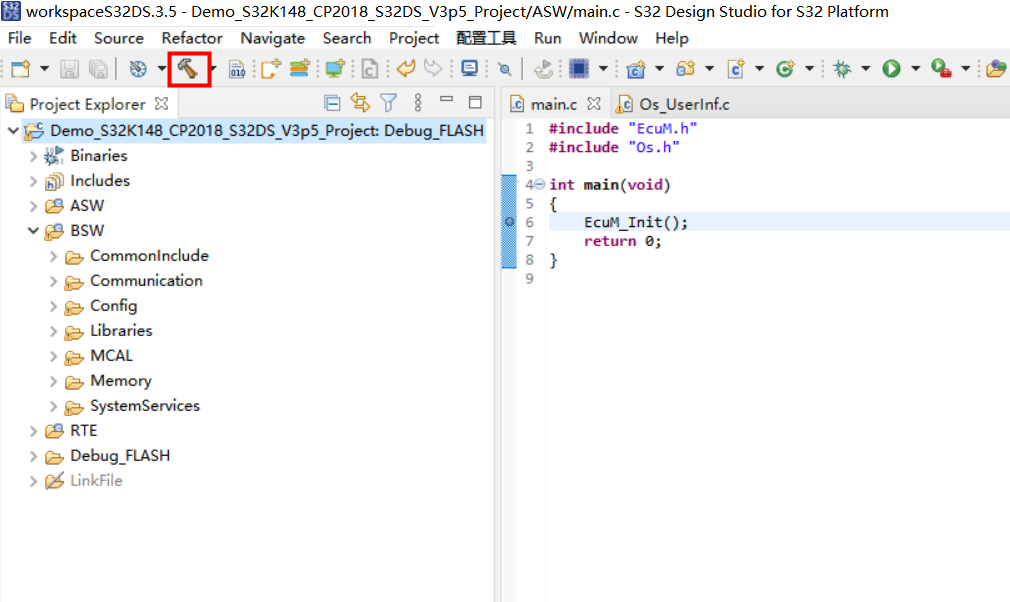 workspaceS32DS.3.5 - Demo_S32K148_CP2018_S32DS_V3p5_Project/ASW/main.c - S32 Design Studio for S32 Platform
File Edit Source Refactor Navigate Search Project 配置工具 Run Window Help
Project Explorer
main.c Os_UserInf.c
Demo_S32K148_CP2018_S32DS_V3p5_Project: Debug_FLASH
Binaries
Includes
ASW
BSW
CommonInclude
Communication
Config
Libraries
MCAL
Memory
SystemServices
RTE
Debug_FLASH
LinkFile
1 #include "EcuM.h"
2 #include "Os.h"
3
4 int main(void)
5 {
6 EcuM_Init();
7 return 0;
8 }
9